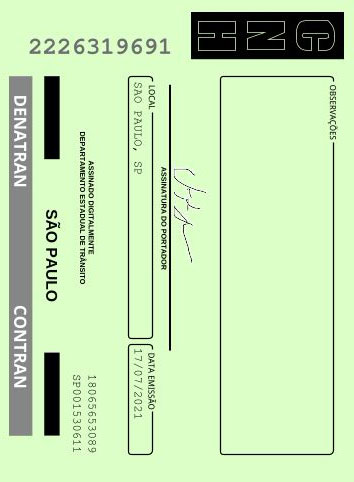 CNH
2226319691
OBSERVAÇÕES
ASSINATURA DO PORTADOR
LOCAL
SAO PAULO, SP
DATA EMISSÃO
17/07/2021
ASSINADO DIGITALMENTE
DEPARTAMENTO ESTADUAL DE TRÂNSITO
18065653089
SP001530611
SÃO PAULO
DENATRAN
CONTRAN